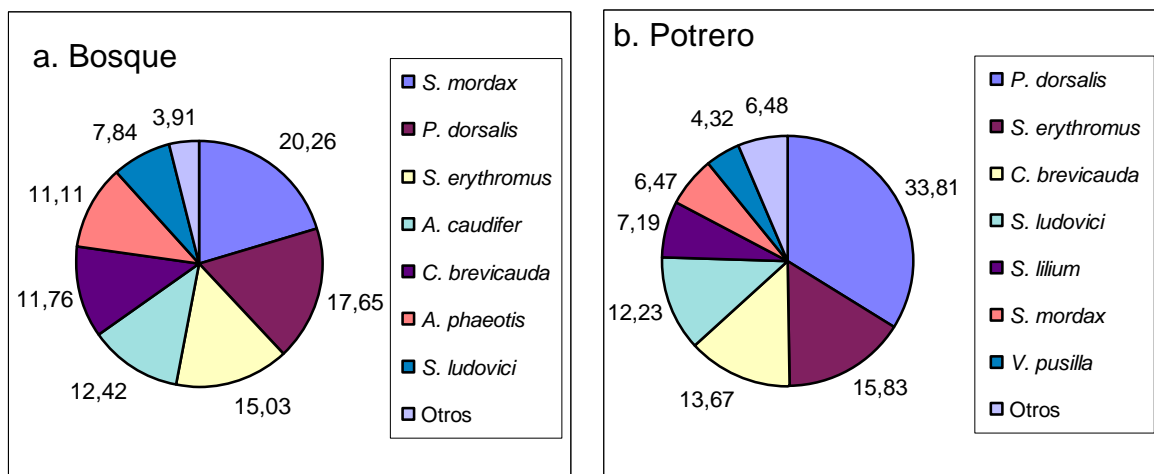 a. Bosque
3,91
7,84
20,26
11,11
11,76
17,65
12,42
15,03
S. mordax
P. dorsalis
S. erythromus
A. caudifer
C. brevicauda
A. phaeotis
S. ludovici
Otros
b. Potrero
6,48
4,32
6,47
33,81
7,19
12,23
13,67
15,83
P. dorsalis
S. erythromus
C. brevicauda
S. ludovici
S. lilium
S. mordax
V. pusilla
Otros